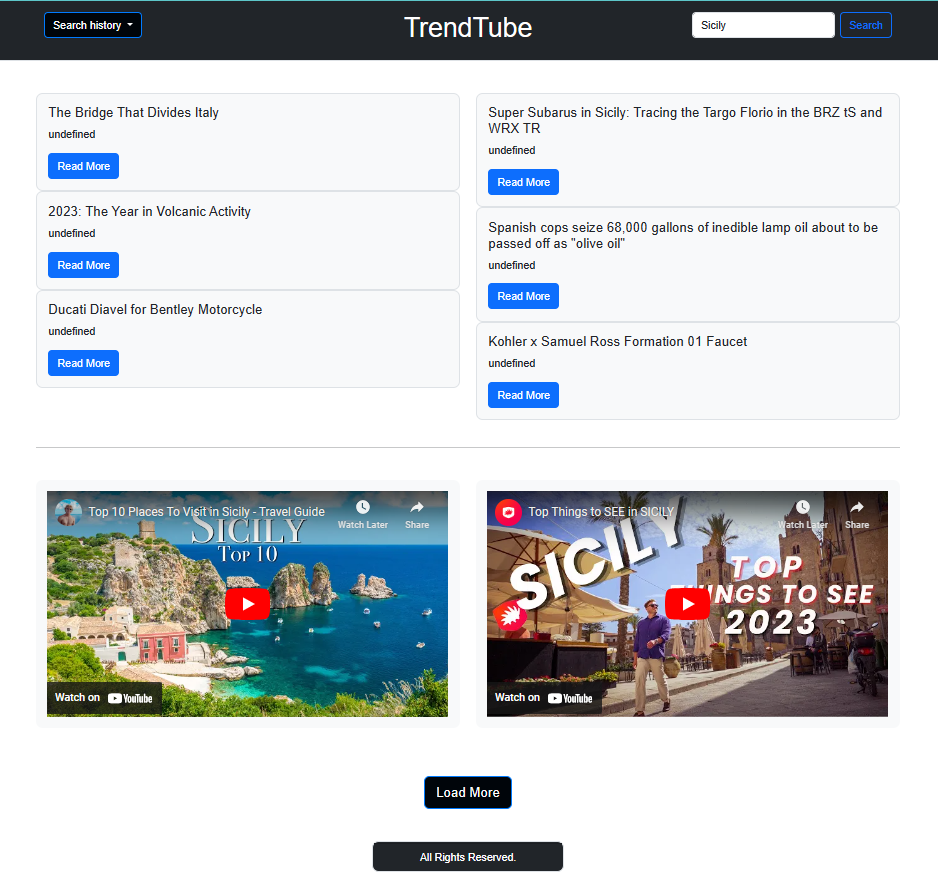 Search history
TrendTube
Sicily
Search
The Bridge That Divides Italy
undefined
Read More
2023: The Year in Volcanic Activity
undefined
Read More
Ducati Diavel for Bentley Motorcycle
undefined
Read More
Super Subarus in Sicily: Tracing the Targo Florio in the BRZ tS and
WRX TR
undefined
Read More
Spanish cops seize 68,000 gallons of inedible lamp oil about to be
passed off as "olive oil"
undefined
Read More
Kohler x Samuel Ross Formation 01 Faucet
undefined
Read More
Top 10 Places To Visit in Sicily - Travel Guide
Watch Later
Share
SICILY
TOP 10
Watch on YouTube
Top Things to SEE in SICILY
Watch Later
Share
SICILY
TOP
THINGS TO SEE
2023
Watch on YouTube
Load More
All Rights Reserved.